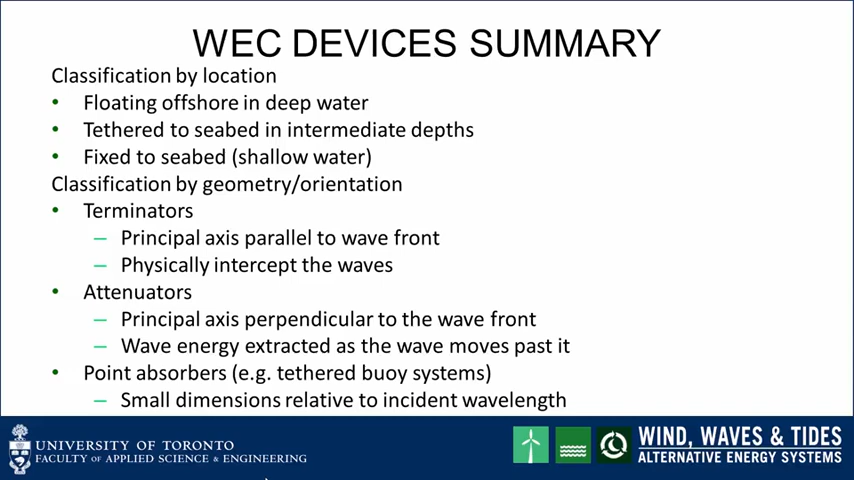 WEC DEVICES SUMMARY
Classification by location
• Floating offshore in deep water
• Tethered to seabed in intermediate depths
• Fixed to seabed (shallow water)
Classification by geometry/orientation
• Terminators
– Principal axis parallel to wave front
– Physically intercept the waves
• Attenuators
– Principal axis perpendicular to the wave front
– Wave energy extracted as the wave moves past it
• Point absorbers (e.g. tethered buoy systems)
– Small dimensions relative to incident wavelength
UNIVERSITY OF TORONTO
FACULTY OF APPLIED SCIENCE & ENGINEERING
WIND, WAVES & TIDES
ALTERNATIVE ENERGY SYSTEMS